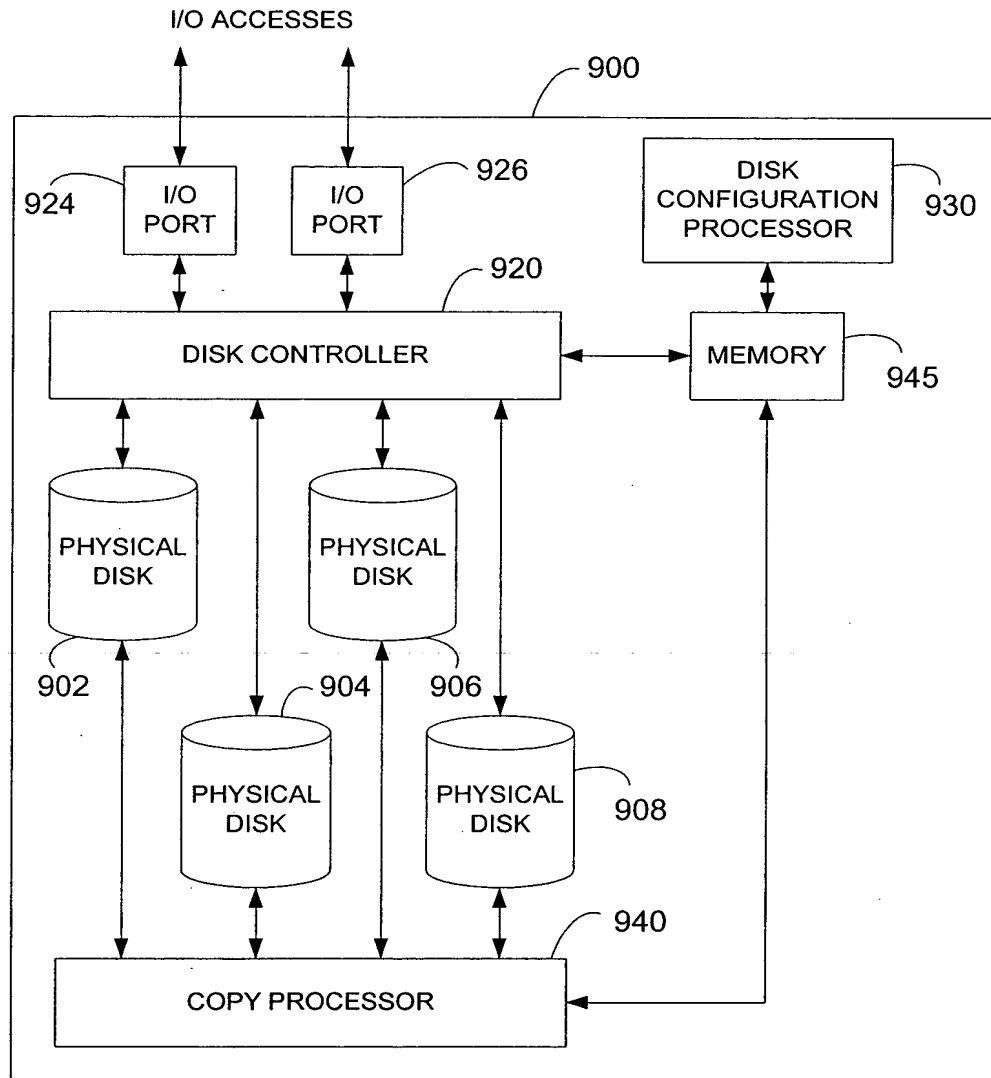 I/O ACCESSES
900
924
I/O
PORT
926
I/O
PORT
DISK
CONFIGURATION
PROCESSOR
930
920
DISK CONTROLLER
MEMORY
945
PHYSICAL
DISK
PHYSICAL
DISK
902
904
906
PHYSICAL
DISK
PHYSICAL
DISK
908
940
COPY PROCESSOR